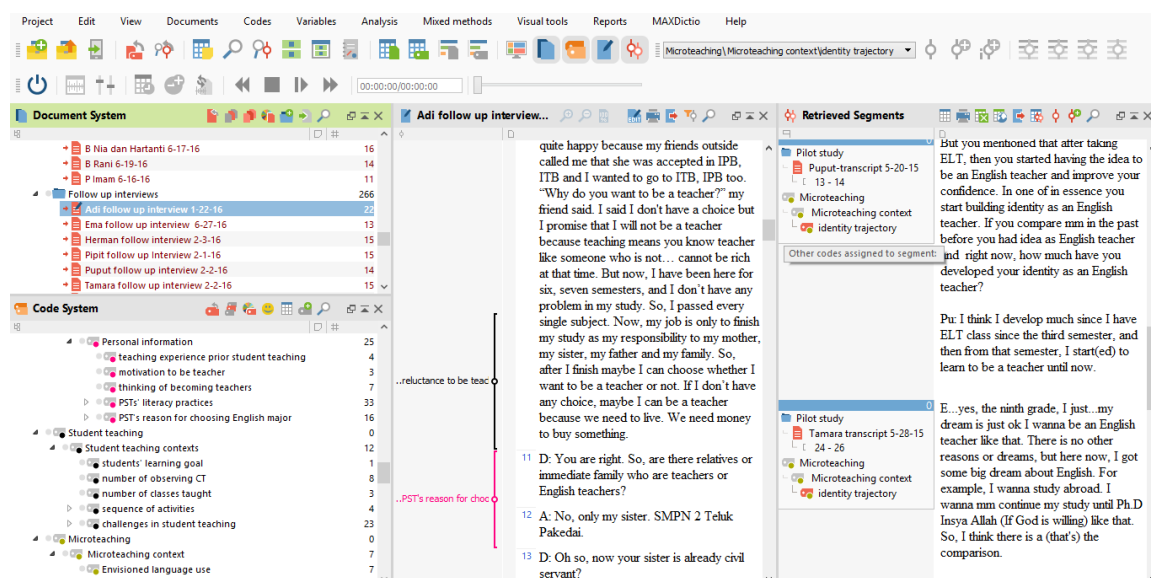 Project Edit View Documents Codes Variables Analysis Mixed methods Visual tools Reports MAXDictio Help
Microteaching\Microteaching context\identity trajectory
00:00:00/00:00:00
Document System
#
B Nia dan Hartanti 6-17-16 16
B Rani 6-19-16 14
P Imam 6-16-16 11
Follow up interviews 266
Adi follow up interview 1-22-16 22
Ema follow up interview 6-27-16 13
Herman follow interview 2-3-16 15
Pipit follow up Interview 2-1-16 15
Puput follow up interview 2-2-16 14
Tamara follow up interview 2-2-16 15
Code System
#
Personal information 25
teaching experience prior student teaching 4
motivation to be teacher 3
thinking of becoming teachers 7
PSTs' literacy practices 33
PST's reason for choosing English major 16
Student teaching 0
Student teaching contexts 12
students' learning goal 1
number of observing CT 8
number of classes taught 3
sequence of activities 4
challenges in student teaching 23
Microteaching 0
Microteaching context 7
Envisioned language use 7
Adi follow up interview...
..reluctance to be teac
..PST's reason for choc
quite happy because my friends outside
called me that she was accepted in IPB,
ITB and I wanted to go to ITB, IPB too.
“Why do you want to be a teacher?” my
friend said. I said I don't have a choice but
I promise that I will not be a teacher
because teaching means you know teacher
like someone who is not… cannot be rich
at that time. But now, I have been here for
six, seven semesters, and I don't have any
problem in my study. So, I passed every
single subject. Now, my job is only to finish
my study as my responsibility to my mother,
my sister, my father and my family. So,
after I finish maybe I can choose whether I
want to be a teacher or not. If I don't have
any choice, maybe I can be a teacher
because we need to live. We need money
to buy something.
11 D: You are right. So, are there relatives or
immediate family who are teachers or
English teachers?
12 A: No, only my sister. SMPN 2 Teluk
Pakedai.
13 D: Oh so, now your sister is already civil
servant?
Retrieved Segments
0
Pilot study
Puput-transcript 5-20-15
13 - 14
Microteaching
Microteaching context
identity trajectory
Other codes assigned to segment:
But you mentioned that after taking
ELT, then you started having the idea to
be an English teacher and improve your
confidence. In one of in essence you
start building identity as an English
teacher. If you compare mm in the past
before you had idea as English teacher
and right now, how much have you
developed your identity as an English
teacher?
Pu: I think I develop much since I have
ELT class since the third semester, and
then from that semester, I start(ed) to
learn to be a teacher until now.
0
Pilot study
Tamara transcript 5-28-15
24 - 26
Microteaching
Microteaching context
identity trajectory
E...yes, the ninth grade, I just...my
dream is just ok I wanna be an English
teacher like that. There is no other
reasons or dreams, but here now, I got
some big dream about English. For
example, I wanna study abroad. I
wanna mm continue my study until Ph.D
Insya Allah (If God is willing) like that.
So, I think there is a (that's) the
comparison.